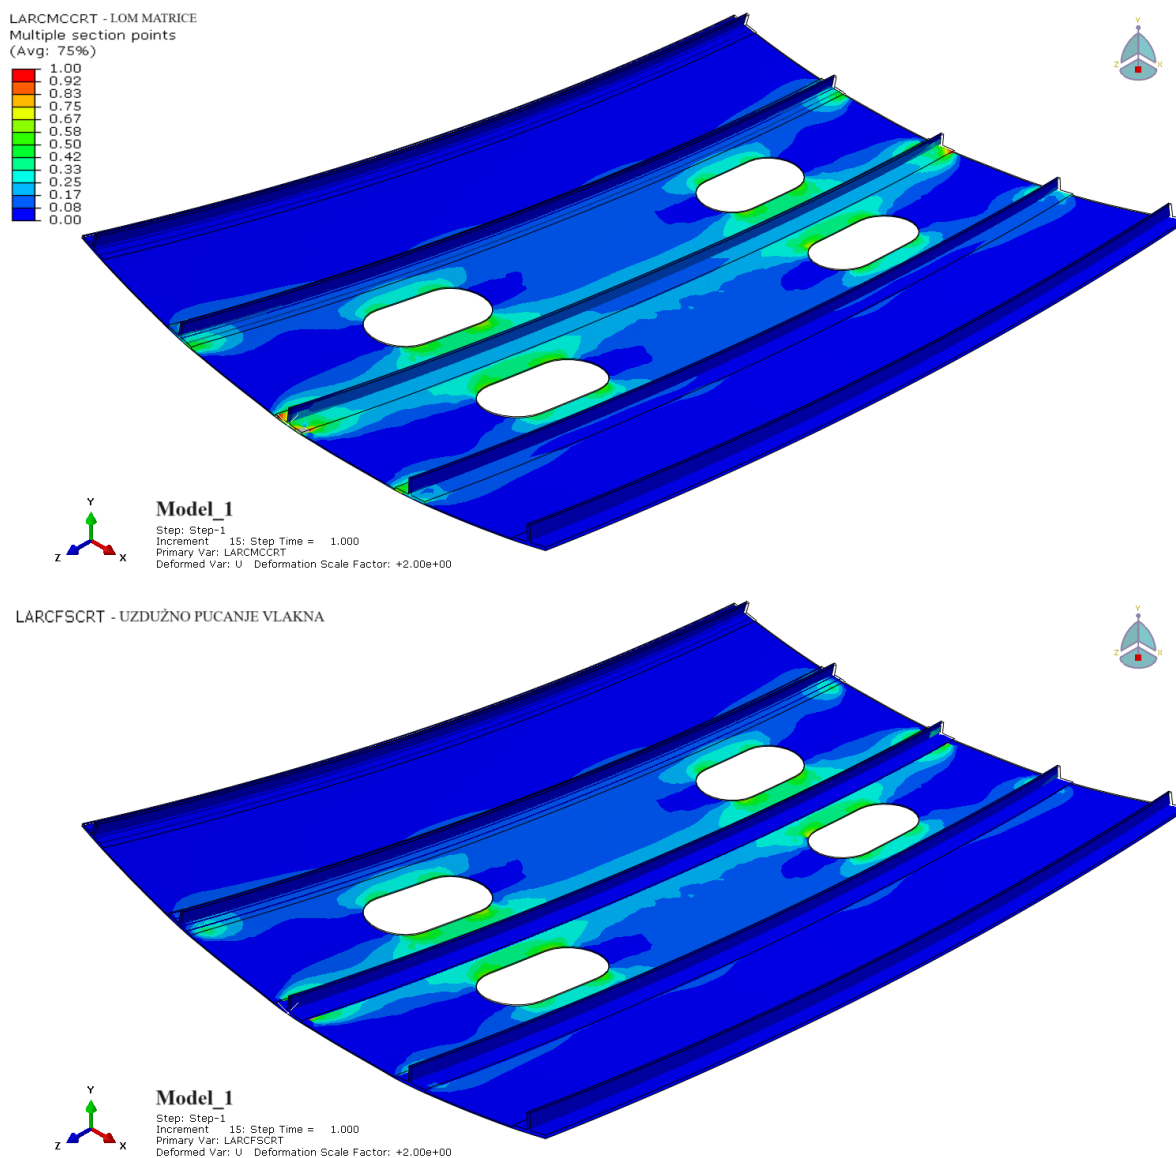 LARCMCCRT - LOM MATRICE
Multiple section points
(Avg: 75%)
1.00
0.92
0.83
0.75
0.67
0.58
0.50
0.42
0.33
0.25
0.17
0.08
0.00
Y
Z
X
Y
Z
X
Model_1
Step: Step-1
Increment 15: Step Time = 1.000
Primary Var: LARCMCCRT
Deformed Var: U Deformation Scale Factor: +2.00e+00
LARCFSCRT - UZDUŽNO PUCANJE VLAKNA
Y
Z
X
Y
Z
X
Model_1
Step: Step-1
Increment 15: Step Time = 1.000
Primary Var: LARCFSCRT
Deformed Var: U Deformation Scale Factor: +2.00e+00